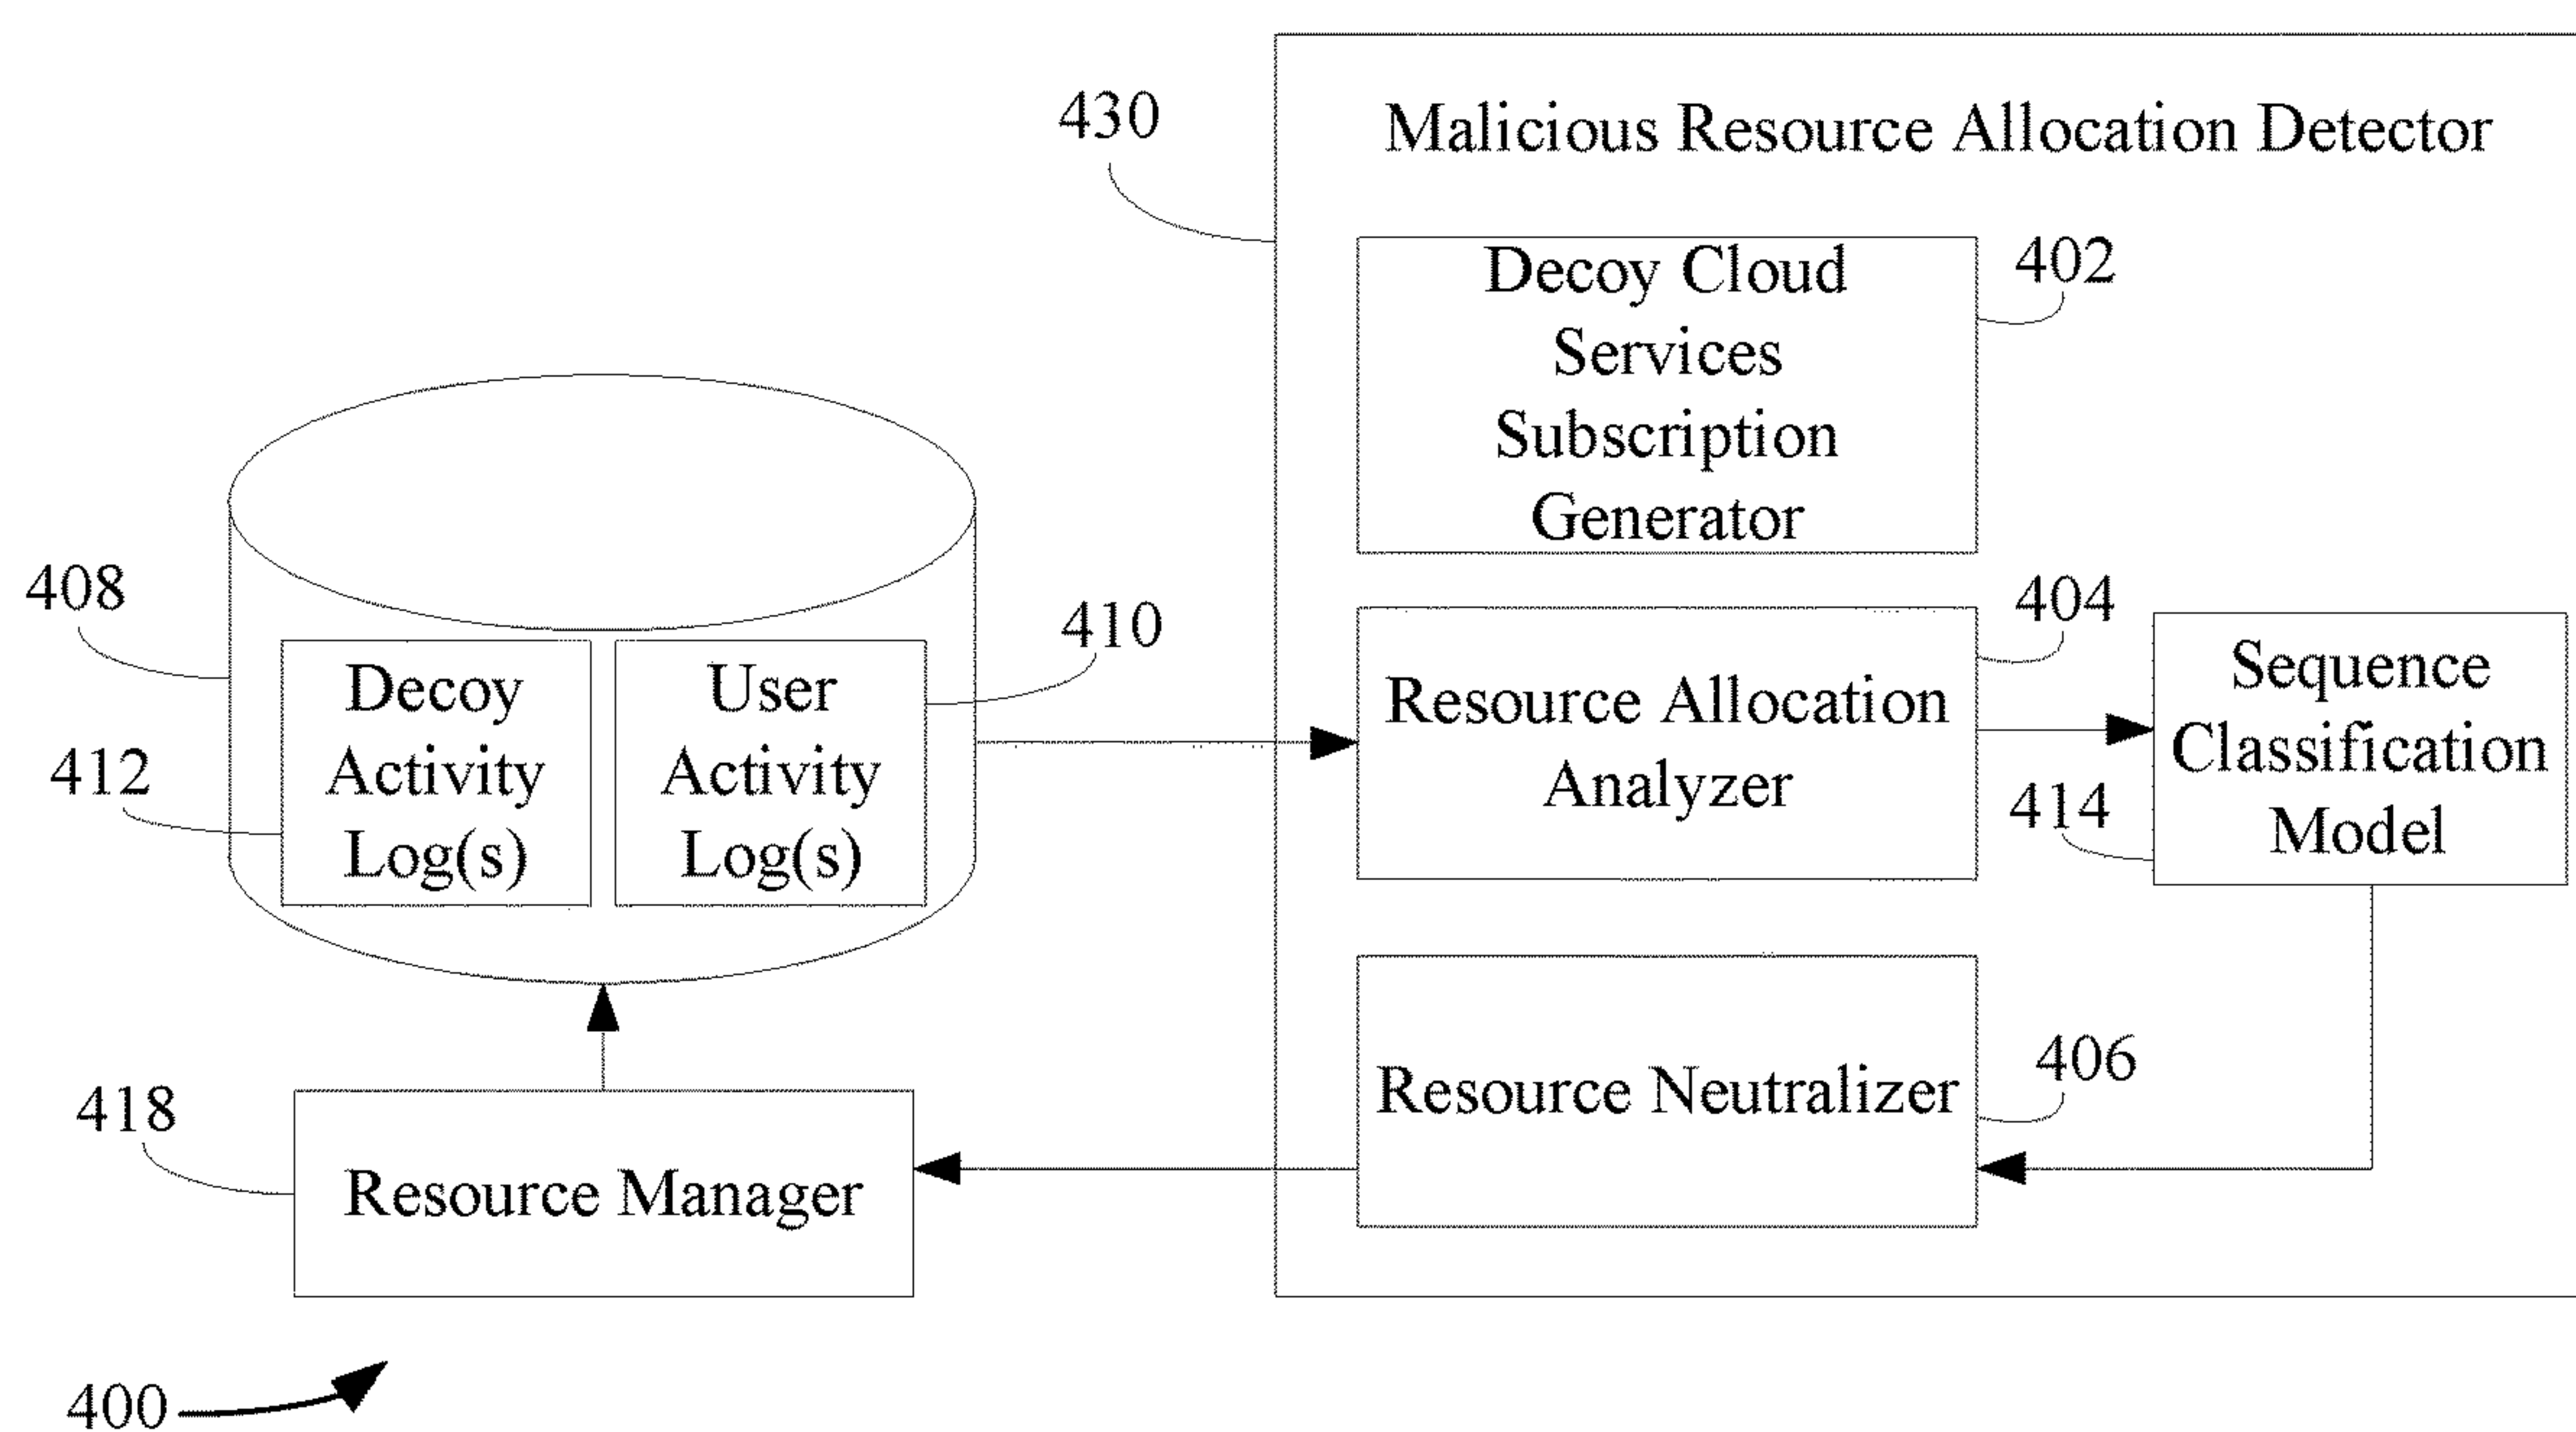 430
Malicious Resource Allocation Detector
Decoy Cloud
Services
Subscription
Generator
402
408
412
Decoy
Activity
Log(s)
User
Activity
Log(s)
410
Resource Allocation
Analyzer
404
Sequence
Classification
Model
414
Resource Neutralizer
406
418
Resource Manager
400